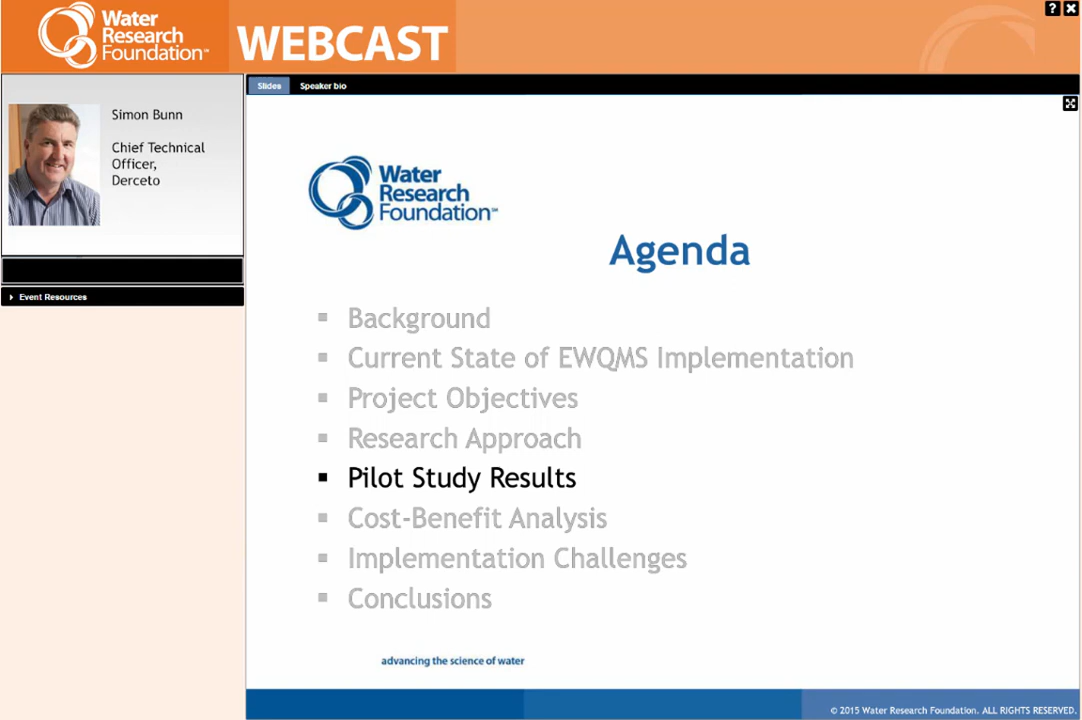 Water
Research
Foundation™
WEBCAST
? X
Slides Speaker bio
Simon Bunn
Chief Technical
Officer,
Derceto
Event Resources
Water
Research
Foundation™
Agenda
▪ Background
▪ Current State of EWQMS Implementation
▪ Project Objectives
▪ Research Approach
▪ Pilot Study Results
▪ Cost-Benefit Analysis
▪ Implementation Challenges
▪ Conclusions
advancing the science of water
© 2015 Water Research Foundation. ALL RIGHTS RESERVED.